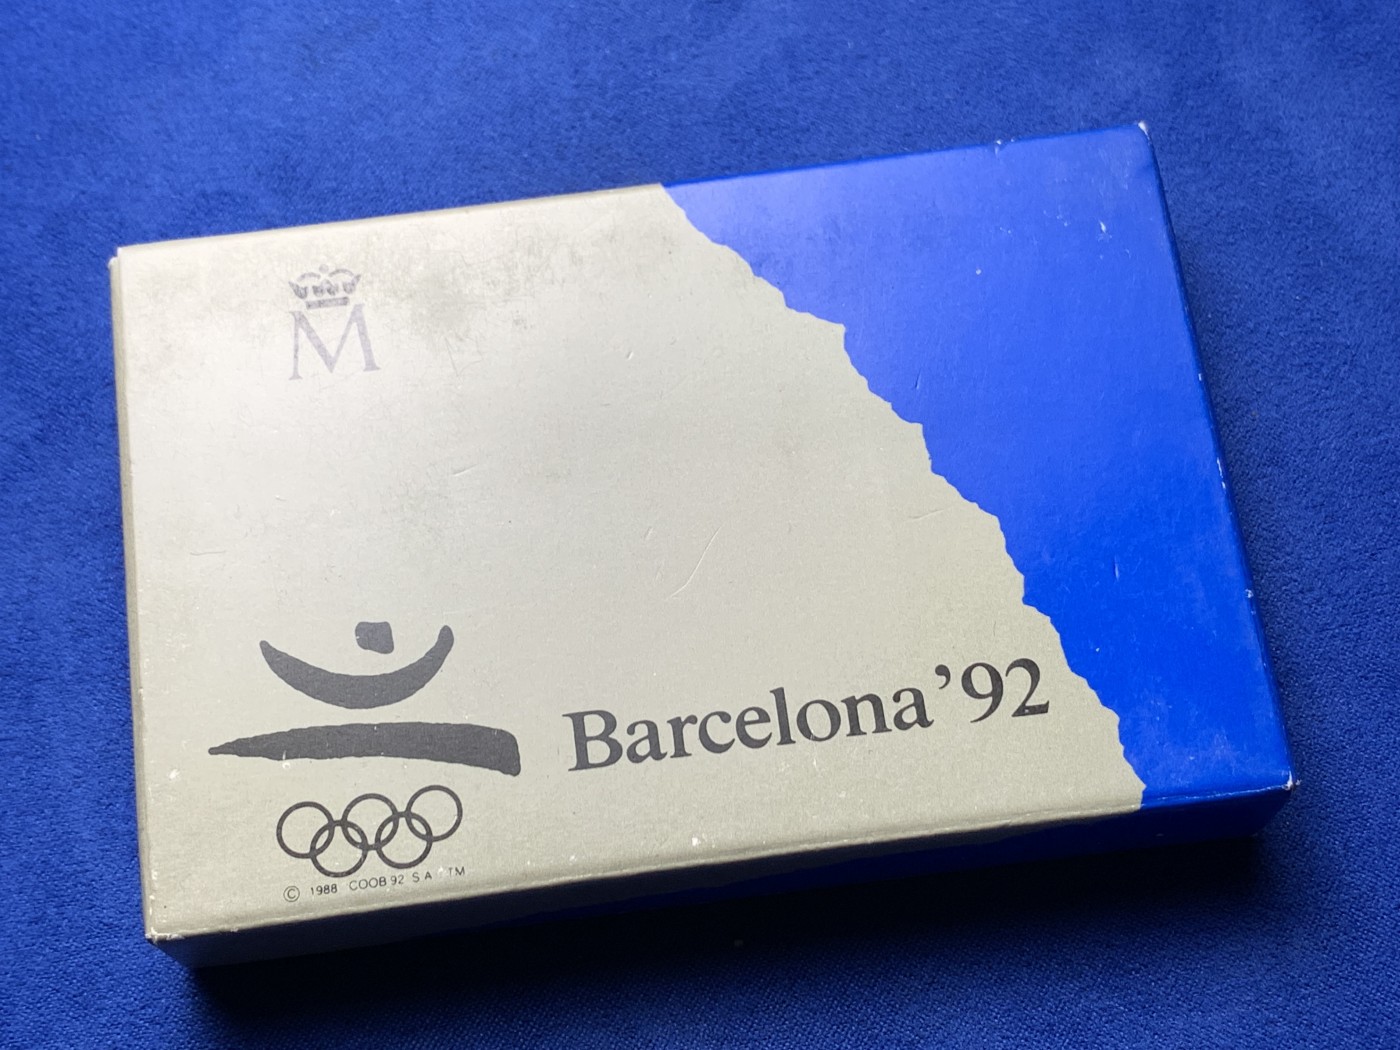 M
Barcelona '92
© 1988 COOB 92 S A TM